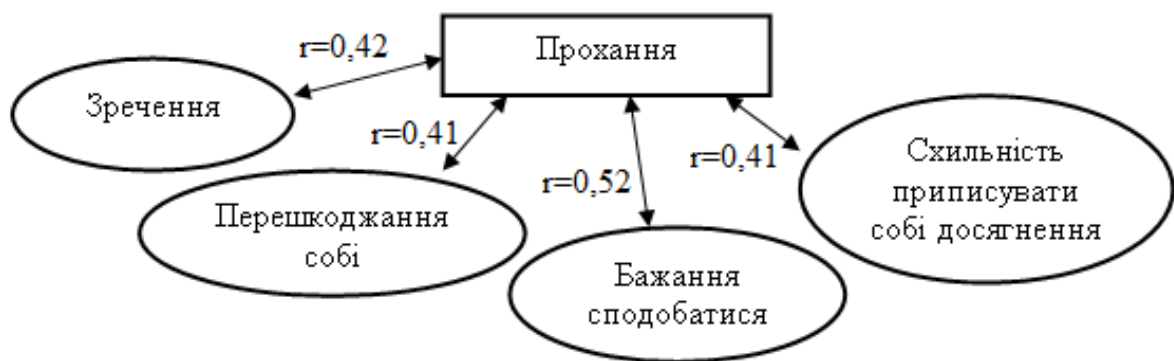 r=0,42
Прохання
Зречення
r=0,41
r=0,52
r=0,41
Перешкоджання
собі
Бажання
сподобатися
Схильність
приписувати
собі досягнення